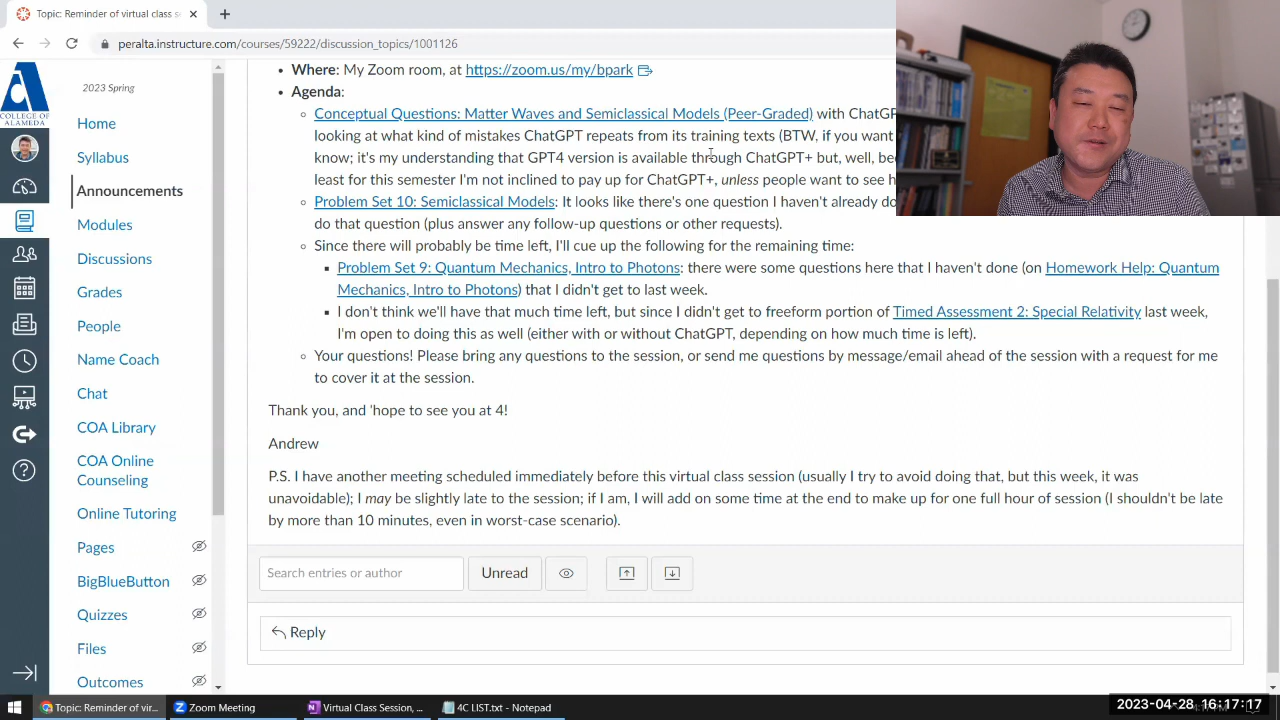 Topic: Reminder of virtual class s
peralta.instructure.com/courses/59222/discussion_topics/1001126
COLLEGE OF
ALAMEDA
2023 Spring
Home
Syllabus
Announcements
Modules
Discussions
Grades
People
Name Coach
Chat
COA Library
COA Online
Counseling
Online Tutoring
Pages
BigBlueButton
Quizzes
Files
Outcomes
• Where: My Zoom room, at https://zoom.us/my/bpark
• Agenda:
Conceptual Questions: Matter Waves and Semiclassical Models (Peer-Graded) with ChatGP
looking at what kind of mistakes ChatGPT repeats from its training texts (BTW, if you want
know; it's my understanding that GPT4 version is available through ChatGPT+ but, well, bec
least for this semester I'm not inclined to pay up for ChatGPT+, unless people want to see h
Problem Set 10: Semiclassical Models: It looks like there's one question I haven't already do
do that question (plus answer any follow-up questions or other requests).
Since there will probably be time left, I'll cue up the following for the remaining time:
Problem Set 9: Quantum Mechanics, Intro to Photons: there were some questions here that I haven't done (on Homework Help: Quantum
Mechanics, Intro to Photons) that I didn't get to last week.
I don't think we'll have that much time left, but since I didn't get to freeform portion of Timed Assessment 2: Special Relativity last week,
I'm open to doing this as well (either with or without ChatGPT, depending on how much time is left).
Your questions! Please bring any questions to the session, or send me questions by message/email ahead of the session with a request for me
to cover it at the session.
Thank you, and 'hope to see you at 4!
Andrew
P.S. I have another meeting scheduled immediately before this virtual class session (usually I try to avoid doing that, but this week, it was
unavoidable); I may be slightly late to the session; if I am, I will add on some time at the end to make up for one full hour of session (I shouldn't be late
by more than 10 minutes, even in worst-case scenario).
Search entries or author
Unread
Reply
Topic: Reminder of vir...
Zoom Meeting
Virtual Class Session, ...
4C LIST.txt - Notepad
2023-04-28 16:17:17